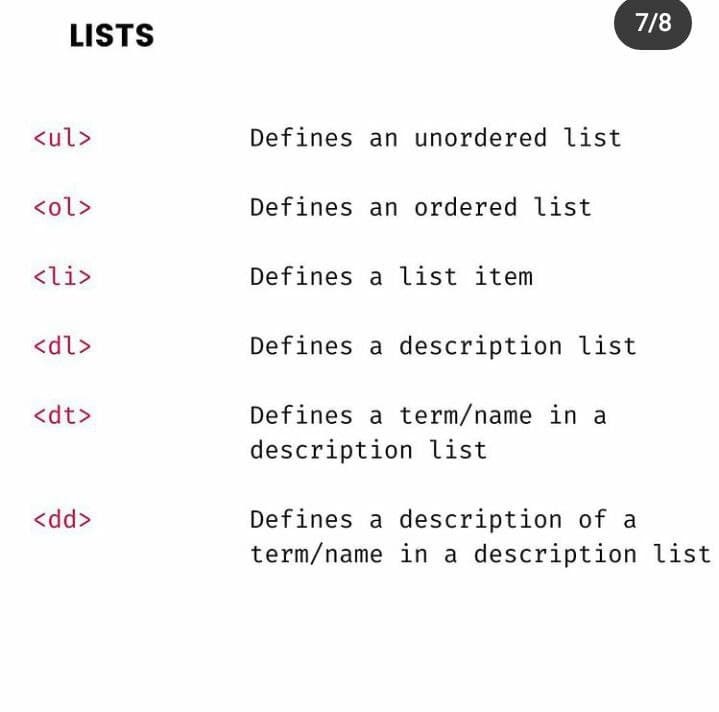 LISTS
7/8
<ul> Defines an unordered list
<ol> Defines an ordered list
<li> Defines a list item
<dl> Defines a description list
<dt> Defines a term/name in a
description list
<dd> Defines a description of a
term/name in a description list